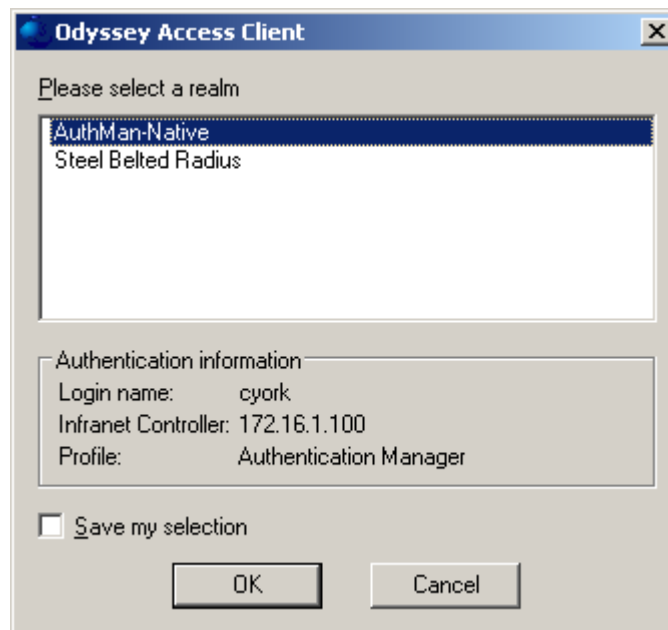 Odyssey Access Client
Please select a realm
AuthMan-Native
Steel Belted Radius
Authentication information
Login name: cyork
Infranet Controller: 172.16.1.100
Profile: Authentication Manager
Save my selection
OK Cancel